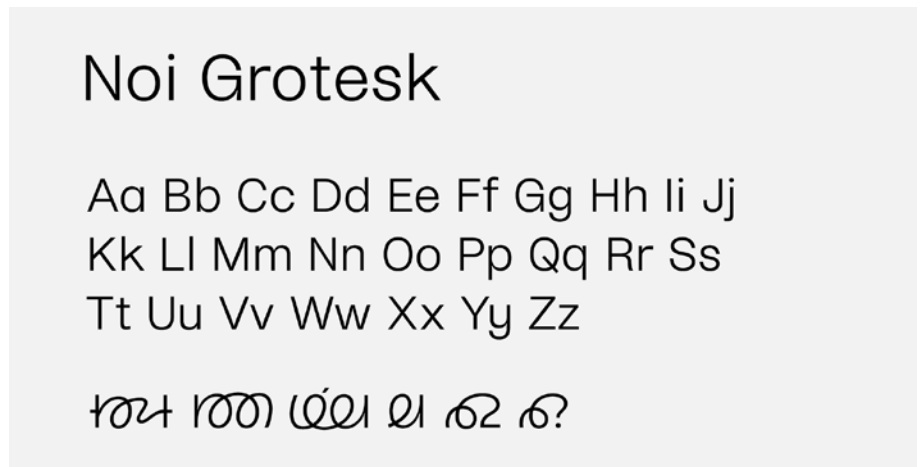 Noi Grotesk
Aa Bb Cc Dd Ee Ff Gg Hh Ii Jj
Kk Ll Mm Nn Oo Pp Qq Rr Ss
Tt Uu Vv Ww Xx Yy Zz